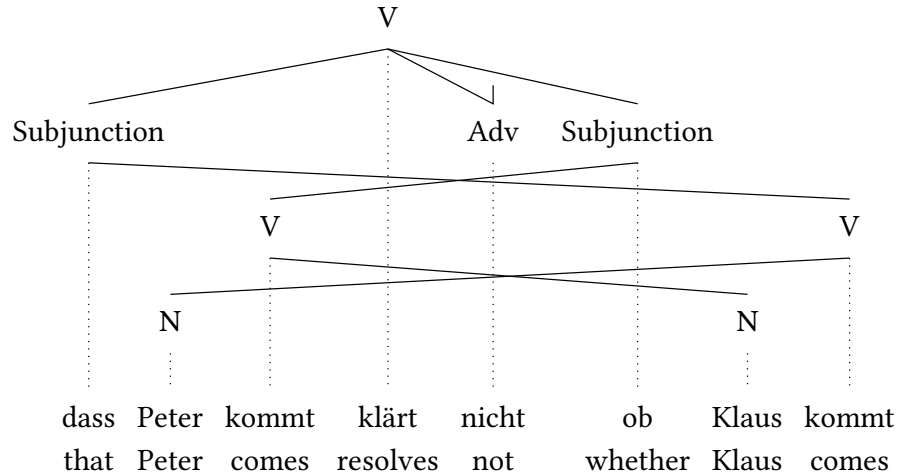 V
Subjunction Adv Subjunction
V V
N N
dass Peter kommt klärt nicht ob Klaus kommt
that Peter comes resolves not whether Klaus comes